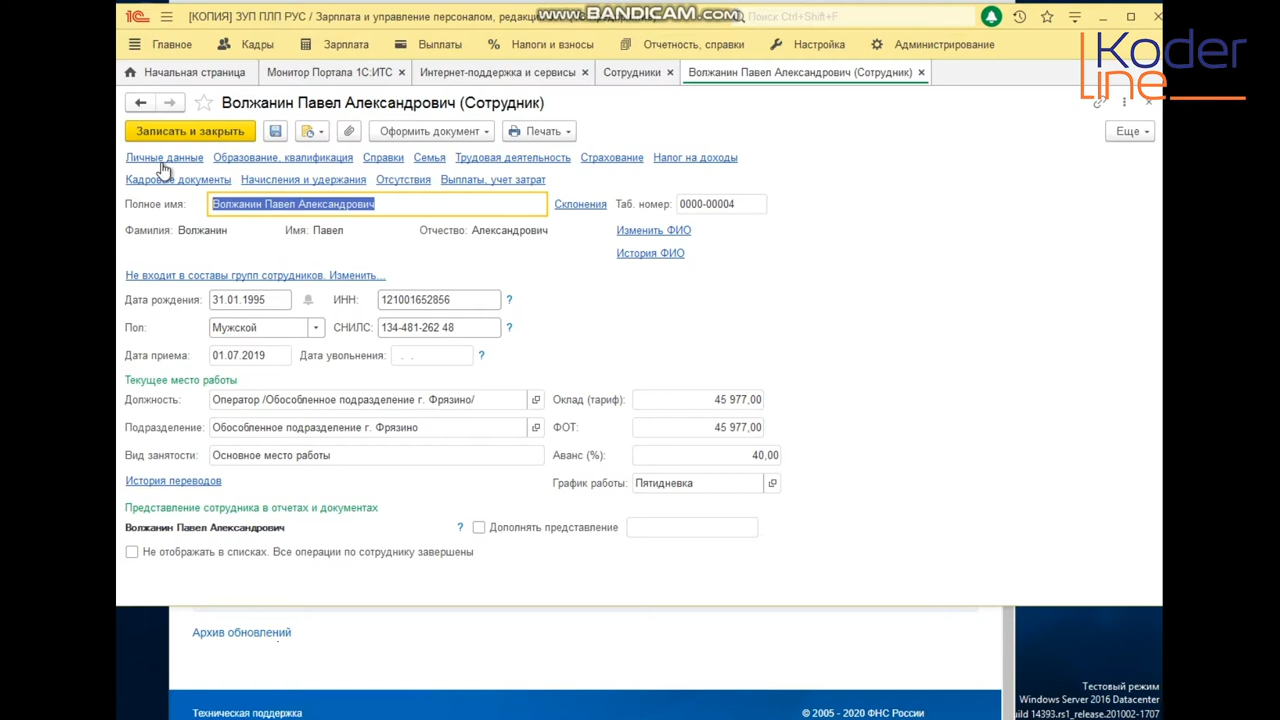 www.BANDICAM.com
[КОПИЯ] ЗУП ПЛП РУС / Зарплата и управление персоналом, редакци
Поиск Ctrl+Shift+F
Главное Кадры Зарплата Выплаты Налоги и взносы Отчетность, справки Настройка Администрирование
Koder
line
Начальная страница Монитор Портала 1С:ИТС Интернет-поддержка и сервисы Сотрудники Волжанин Павел Александрович (Сотрудник)
Волжанин Павел Александрович (Сотрудник)
Записать и закрыть Оформить документ Печать Еще
Личные данные Образование, квалификация Справки Семья Трудовая деятельность Страхование Налог на доходы
Кадровые документы Начисления и удержания Отсутствия Выплаты, учет затрат
Полное имя: Волжанин Павел Александрович Склонения Таб. номер: 0000-00004
Фамилия: Волжанин Имя: Павел Отчество: Александрович Изменить ФИО
История ФИО
Не входит в составы групп сотрудников. Изменить...
Дата рождения: 31.01.1995 ИНН: 121001652856 ?
Пол: Мужской СНИЛС: 134-481-262 48 ?
Дата приема: 01.07.2019 Дата увольнения: . . ?
Текущее место работы
Должность: Оператор /Обособленное подразделение г. Фрязино/ Оклад (тариф): 45 977,00
Подразделение: Обособленное подразделение г. Фрязино ФОТ: 45 977,00
Вид занятости: Основное место работы Аванс (%): 40,00
История переводов График работы: Пятидневка
Представление сотрудника в отчетах и документах
Волжанин Павел Александрович ? Дополнять представление
Не отображать в списках. Все операции по сотруднику завершены
Архив обновлений
Тестовый режим
Windows Server 2016 Datacenter
uild 14393.rs1_release.201002-1707
Техническая поддержка © 2005 - 2020 ФНС России